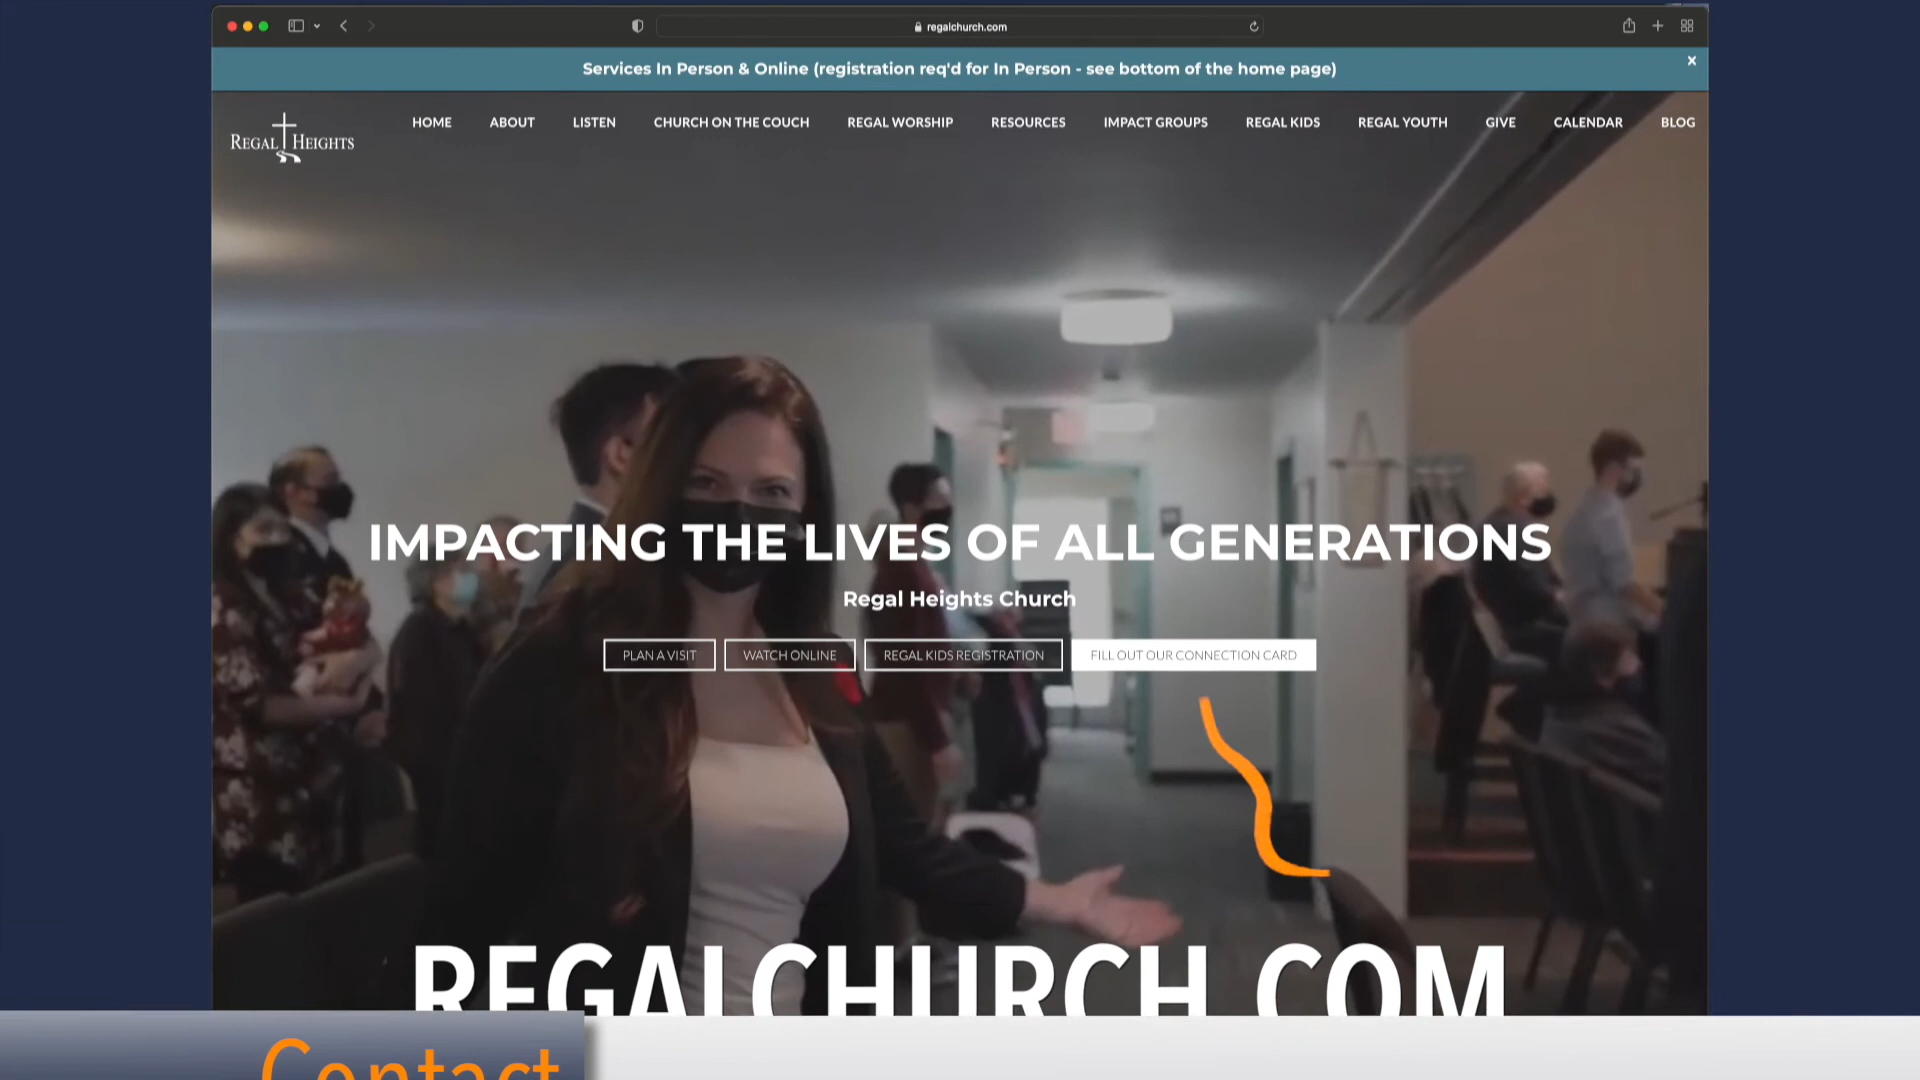 regalchurch.com
Services In Person & Online (registration req'd for In Person - see bottom of the home page)
REGAL HEIGHTS
HOME ABOUT LISTEN CHURCH ON THE COUCH REGAL WORSHIP RESOURCES IMPACT GROUPS REGAL KIDS REGAL YOUTH GIVE CALENDAR BLOG
IMPACTING THE LIVES OF ALL GENERATIONS
Regal Heights Church
PLAN A VISIT WATCH ONLINE REGAL KIDS REGISTRATION FILL OUT OUR CONNECTION CARD
REGALCHURCH.COM
Contact